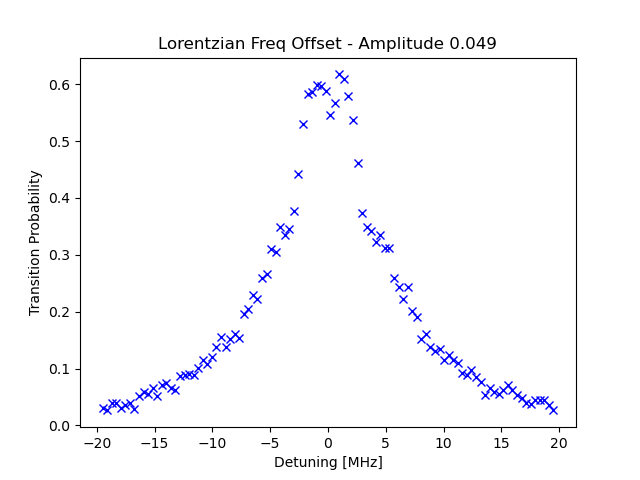 Lorentzian Freq Offset - Amplitude 0.049
0.6
0.5
0.4
0.3
0.2
0.1
0.0
Transition Probability
−20 −15 −10 −5 0 5 10 15 20
Detuning [MHz]